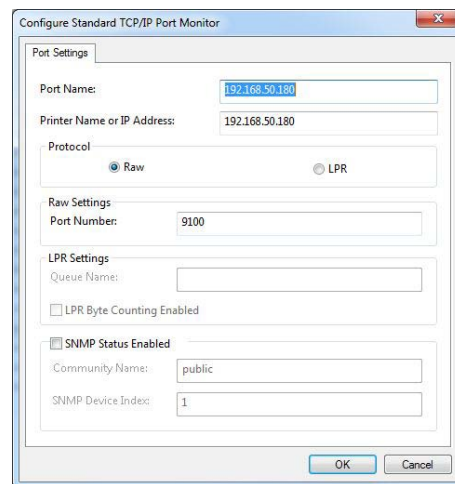 Configure Standard TCP/IP Port Monitor
Port Settings
Port Name: 192.168.50.180
Printer Name or IP Address: 192.168.50.180
Protocol
Raw LPR
Raw Settings
Port Number: 9100
LPR Settings
Queue Name:
LPR Byte Counting Enabled
SNMP Status Enabled
Community Name: public
SNMP Device Index: 1
OK Cancel